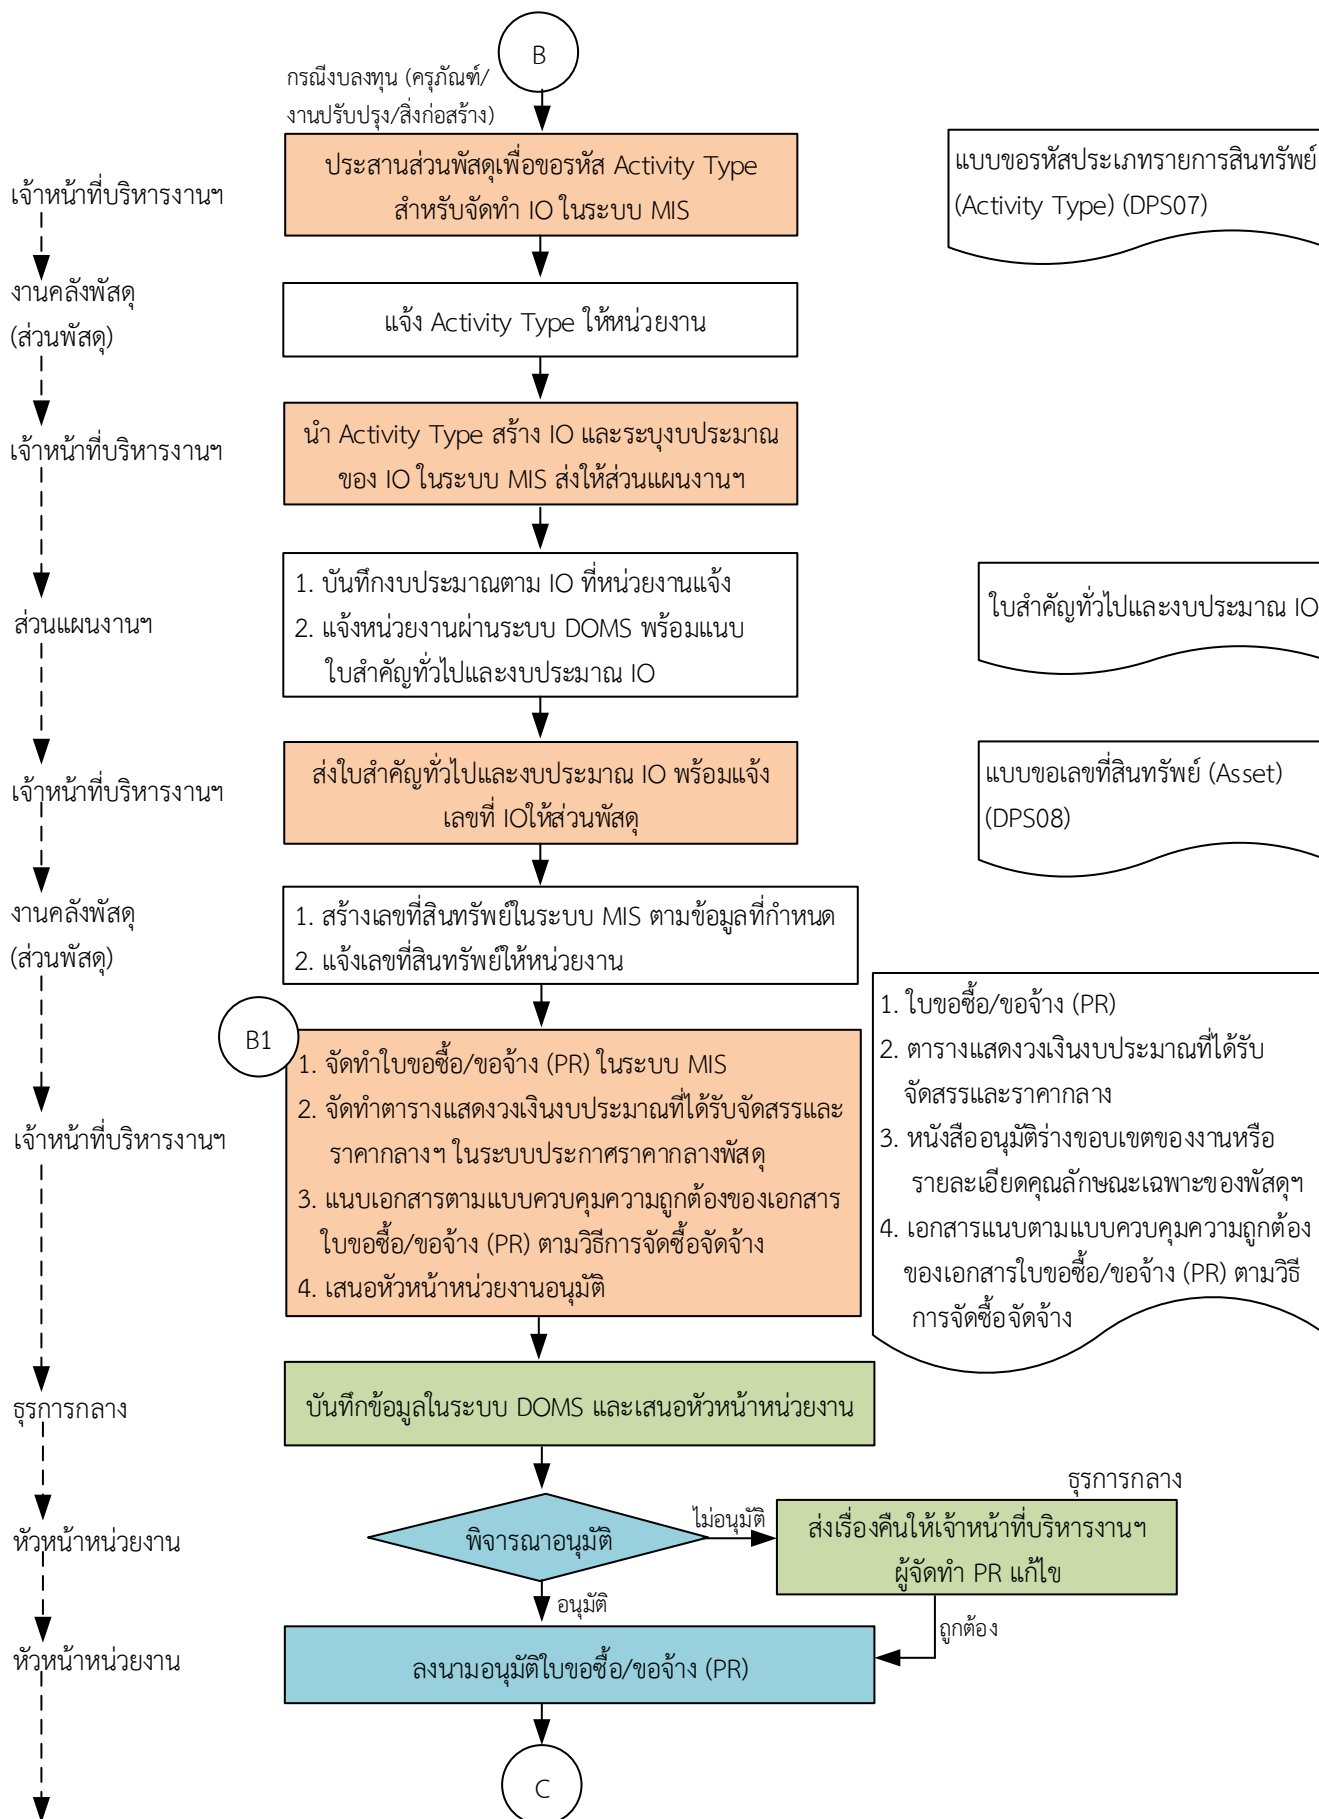 B
กรณีงบลงทุน (ครุภัณฑ์/
งานปรับปรุง/สิ่งก่อสร้าง)
เจ้าหน้าที่บริหารงานฯ
ประสานส่วนพัสดุเพื่อขอรหัส Activity Type
สำหรับจัดทำ IO ในระบบ MIS
แบบขอรหัสประเภทรายการสินทรัพย์
(Activity Type) (DPS07)
งานคลังพัสดุ
(ส่วนพัสดุ)
แจ้ง Activity Type ให้หน่วยงาน
เจ้าหน้าที่บริหารงานฯ
นำ Activity Type สร้าง IO และระบุงบประมาณ
ของ IO ในระบบ MIS ส่งให้ส่วนแผนงานฯ
ส่วนแผนงานฯ
1. บันทึกงบประมาณตาม IO ที่หน่วยงานแจ้ง
2. แจ้งหน่วยงานผ่านระบบ DOMS พร้อมแนบ
ใบสำคัญทั่วไปและงบประมาณ IO
ใบสำคัญทั่วไปและงบประมาณ IO
เจ้าหน้าที่บริหารงานฯ
ส่งใบสำคัญทั่วไปและงบประมาณ IO พร้อมแจ้ง
เลขที่ IOให้ส่วนพัสดุ
แบบขอเลขที่สินทรัพย์ (Asset)
(DPS08)
งานคลังพัสดุ
(ส่วนพัสดุ)
1. สร้างเลขที่สินทรัพย์ในระบบ MIS ตามข้อมูลที่กำหนด
2. แจ้งเลขที่สินทรัพย์ให้หน่วยงาน
B1
เจ้าหน้าที่บริหารงานฯ
1. จัดทำใบขอซื้อ/ขอจ้าง (PR) ในระบบ MIS
2. จัดทำตารางแสดงวงเงินงบประมาณที่ได้รับจัดสรรและ
ราคากลางฯ ในระบบประกาศราคากลางพัสดุ
3. แนบเอกสารตามแบบควบคุมความถูกต้องของเอกสาร
ใบขอซื้อ/ขอจ้าง (PR) ตามวิธีการจัดซื้อจัดจ้าง
4. เสนอหัวหน้าหน่วยงานอนุมัติ
1. ใบขอซื้อ/ขอจ้าง (PR)
2. ตารางแสดงวงเงินงบประมาณที่ได้รับ
จัดสรรและราคากลาง
3. หนังสืออนุมัติร่างขอบเขตของงานหรือ
รายละเอียดคุณลักษณะเฉพาะของพัสดุฯ
4. เอกสารแนบตามแบบควบคุมความถูกต้อง
ของเอกสารใบขอซื้อ/ขอจ้าง (PR) ตามวิธี
การจัดซื้อจัดจ้าง
ธุรการกลาง
บันทึกข้อมูลในระบบ DOMS และเสนอหัวหน้าหน่วยงาน
หัวหน้าหน่วยงาน
พิจารณาอนุมัติ
ไม่อนุมัติ
ธุรการกลาง
ส่งเรื่องคืนให้เจ้าหน้าที่บริหารงานฯ
ผู้จัดทำ PR แก้ไข
อนุมัติ
ถูกต้อง
หัวหน้าหน่วยงาน
ลงนามอนุมัติใบขอซื้อ/ขอจ้าง (PR)
C